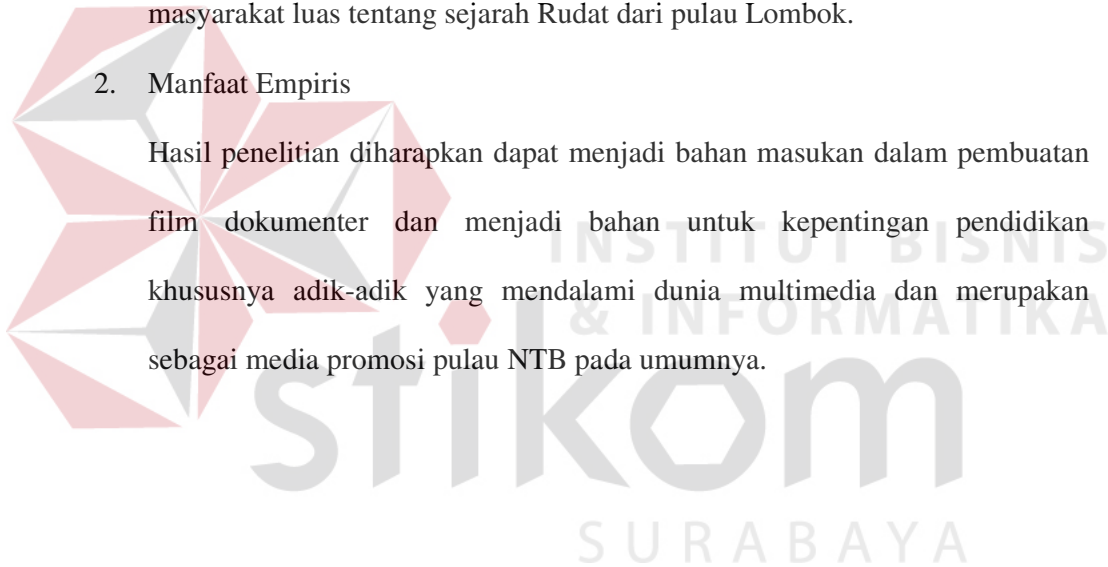 masyarakat luas tentang sejarah Rudat dari pulau Lombok.
2. Manfaat Empiris
Hasil penelitian diharapkan dapat menjadi bahan masukan dalam pembuatan
film dokumenter dan menjadi bahan untuk kepentingan pendidikan
khususnya adik-adik yang mendalami dunia multimedia dan merupakan
sebagai media promosi pulau NTB pada umumnya.
INSTITUT BISNIS
& INFORMATIKA
stikom
SURABAYA